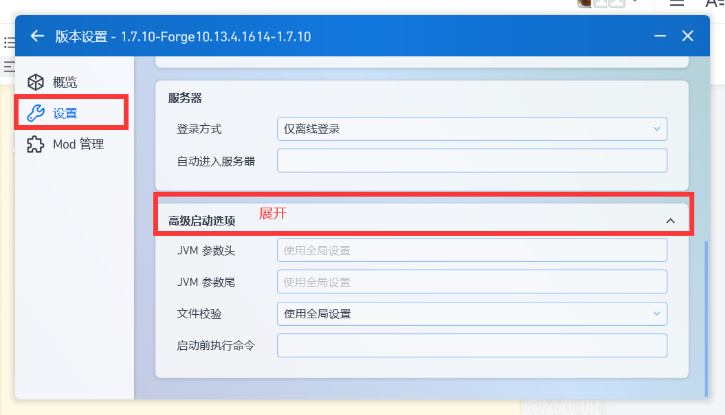 版本设置 - 1.7.10-Forge10.13.4.1614-1.7.10
概览
设置
Mod 管理
服务器
登录方式 仅离线登录
自动进入服务器
高级启动选项 展开
JVM 参数头 使用全局设置
JVM 参数尾 使用全局设置
文件校验 使用全局设置
启动前执行命令